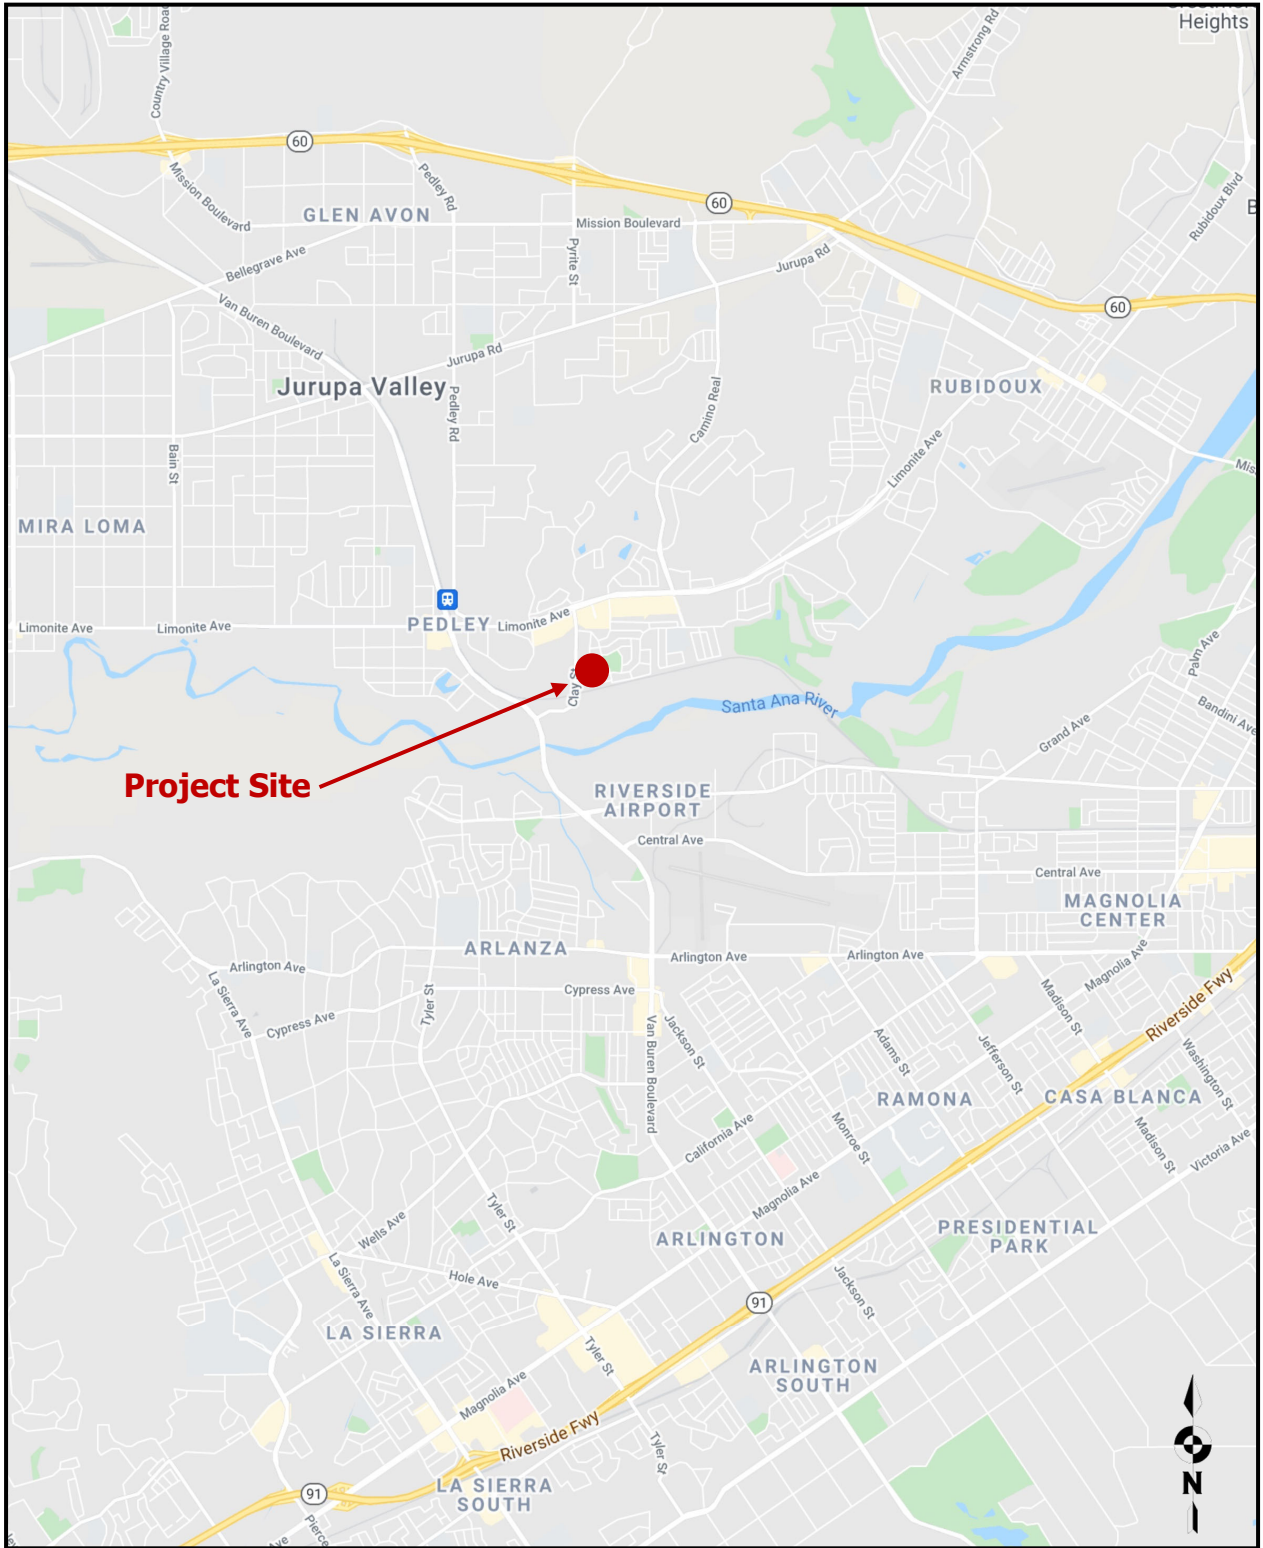 Heights
Country Village Road
Armstrong Rd
60
Mission Boulevard
Pedley Rd
GLEN AVON
60
Mission Boulevard
Rubidoux Blvd
B
Bellegrave Ave
Pyrite St
Jurupa Rd
Van Buren Boulevard
60
Jurupa Rd
Jurupa Valley
Pedley Rd
Camino Real
RUBIDOUX
Bain St
Limonite Ave
Mis
MIRA LOMA
Limonite Ave
Limonite Ave
PEDLEY
Limonite Ave
Palm Ave
Clay St
Santa Ana River
Bandini Ave
Grand Ave
Project Site
RIVERSIDE
AIRPORT
Central Ave
Central Ave
MAGNOLIA
CENTER
ARLANZA
Arlington Ave
Arlington Ave
Arlington Ave
Magnolia Ave
La Sierra Ave
Tyler St
Cypress Ave
Madison St
Riverside Fwy
Cypress Ave
Van Buren Boulevard
Jackson St
Adams St
Jefferson St
Washington St
RAMONA
CASA BLANCA
California Ave
Monroe St
Madison St
Victoria Ave
Magnolia Ave
Tyler St
Wells Ave
ARLINGTON
PRESIDENTIAL
PARK
La Sierra Ave
Hole Ave
Jackson St
91
LA SIERRA
Tyler St
ARLINGTON
SOUTH
Magnolia Ave
Riverside Fwy
Tyler St
LA SIERRA
SOUTH
91
N
Pierce
Ave